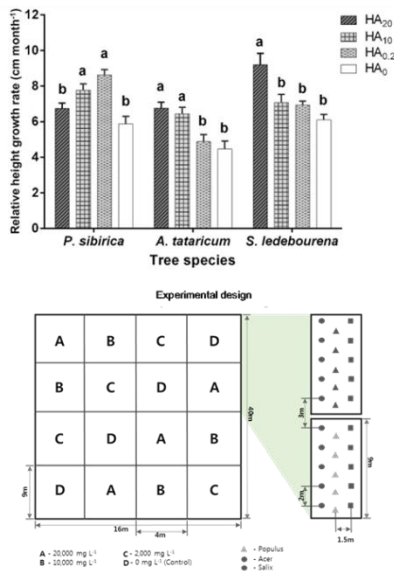 Relative height growth rate (cm month⁻¹)
12
10
8
6
4
2
0
HA₂₀
HA₁₀
HA₀.₂
HA₀
b a a b
a a b b
a b b b
P. sibirica A. tataricum S. ledebourena
Tree species
Experimental design
A B C D
B C D A
C D A B
D A B C
40m
9m
16m
4m
3m
2m
9m
1.5m
A - 20,000 mg L⁻¹ C - 2,000 mg L⁻¹
B - 10,000 mg L⁻¹ D - 0 mg L⁻¹ (Control)
- Populus
- Acer
- Salix